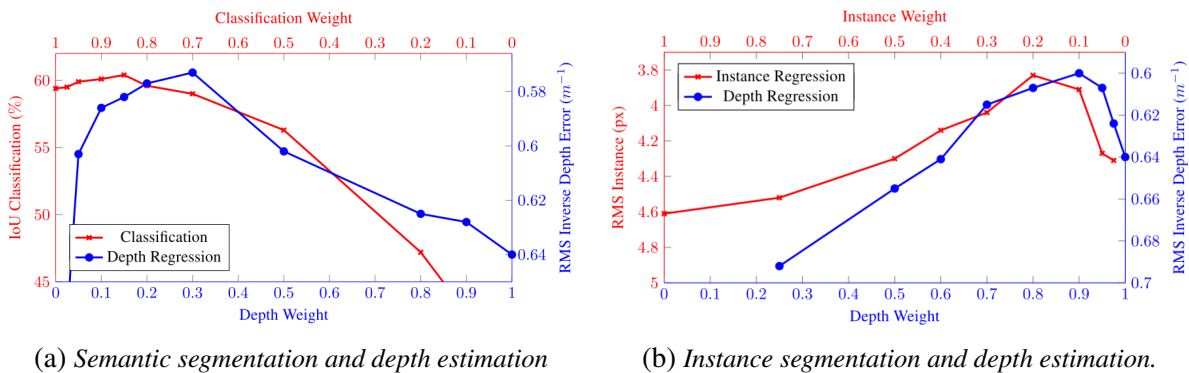 Classification Weight
1 0.9 0.8 0.7 0.6 0.5 0.4 0.3 0.2 0.1 0
IoU Classification (%)
60
55
50
45
Classification
Depth Regression
0.58
0.6
0.62
0.64
RMS Inverse Depth Error (m⁻¹)
0 0.1 0.2 0.3 0.4 0.5 0.6 0.7 0.8 0.9 1
Depth Weight
(a) Semantic segmentation and depth estimation
Instance Weight
1 0.9 0.8 0.7 0.6 0.5 0.4 0.3 0.2 0.1 0
RMS Instance (px)
3.8
4
4.2
4.4
4.6
4.8
5
Instance Regression
Depth Regression
0.6
0.62
0.64
0.66
0.68
0.7
RMS Inverse Depth Error (m⁻¹)
0 0.1 0.2 0.3 0.4 0.5 0.6 0.7 0.8 0.9 1
Depth Weight
(b) Instance segmentation and depth estimation.